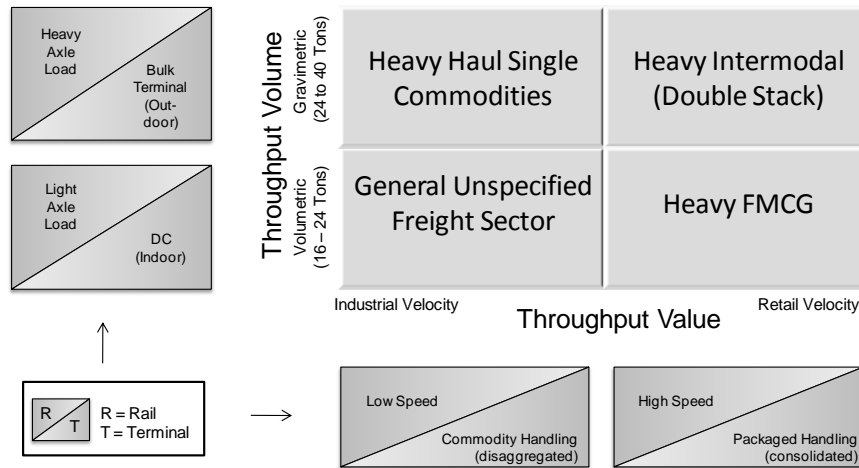 Heavy
Axle
Load
Bulk
Terminal
(Out-
door)
Light
Axle
Load
DC
(Indoor)
R
T
R = Rail
T = Terminal
Throughput Volume
Gravimetric
(24 to 40 Tons)
Volumetric
(16 – 24 Tons)
Heavy Haul Single
Commodities
Heavy Intermodal
(Double Stack)
General Unspecified
Freight Sector
Heavy FMCG
Industrial Velocity
Retail Velocity
Throughput Value
Low Speed
Commodity Handling
(disaggregated)
High Speed
Packaged Handling
(consolidated)